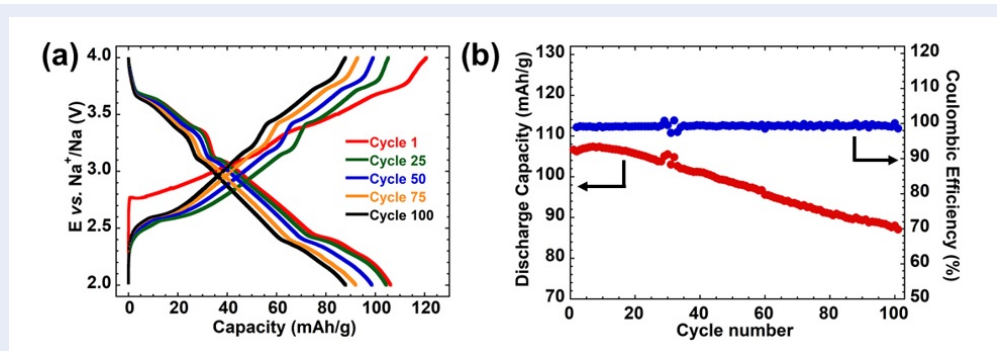 (a)
4.0
3.5
3.0
2.5
2.0
E vs. Na⁺/Na (V)
Cycle 1
Cycle 25
Cycle 50
Cycle 75
Cycle 100
0 20 40 60 80 100 120
Capacity (mAh/g)
(b)
130
120
110
100
90
80
70
Discharge Capacity (mAh/g)
0 20 40 60 80 100
Cycle number
120
110
100
90
80
70
60
50
Coulombic Efficiency (%)